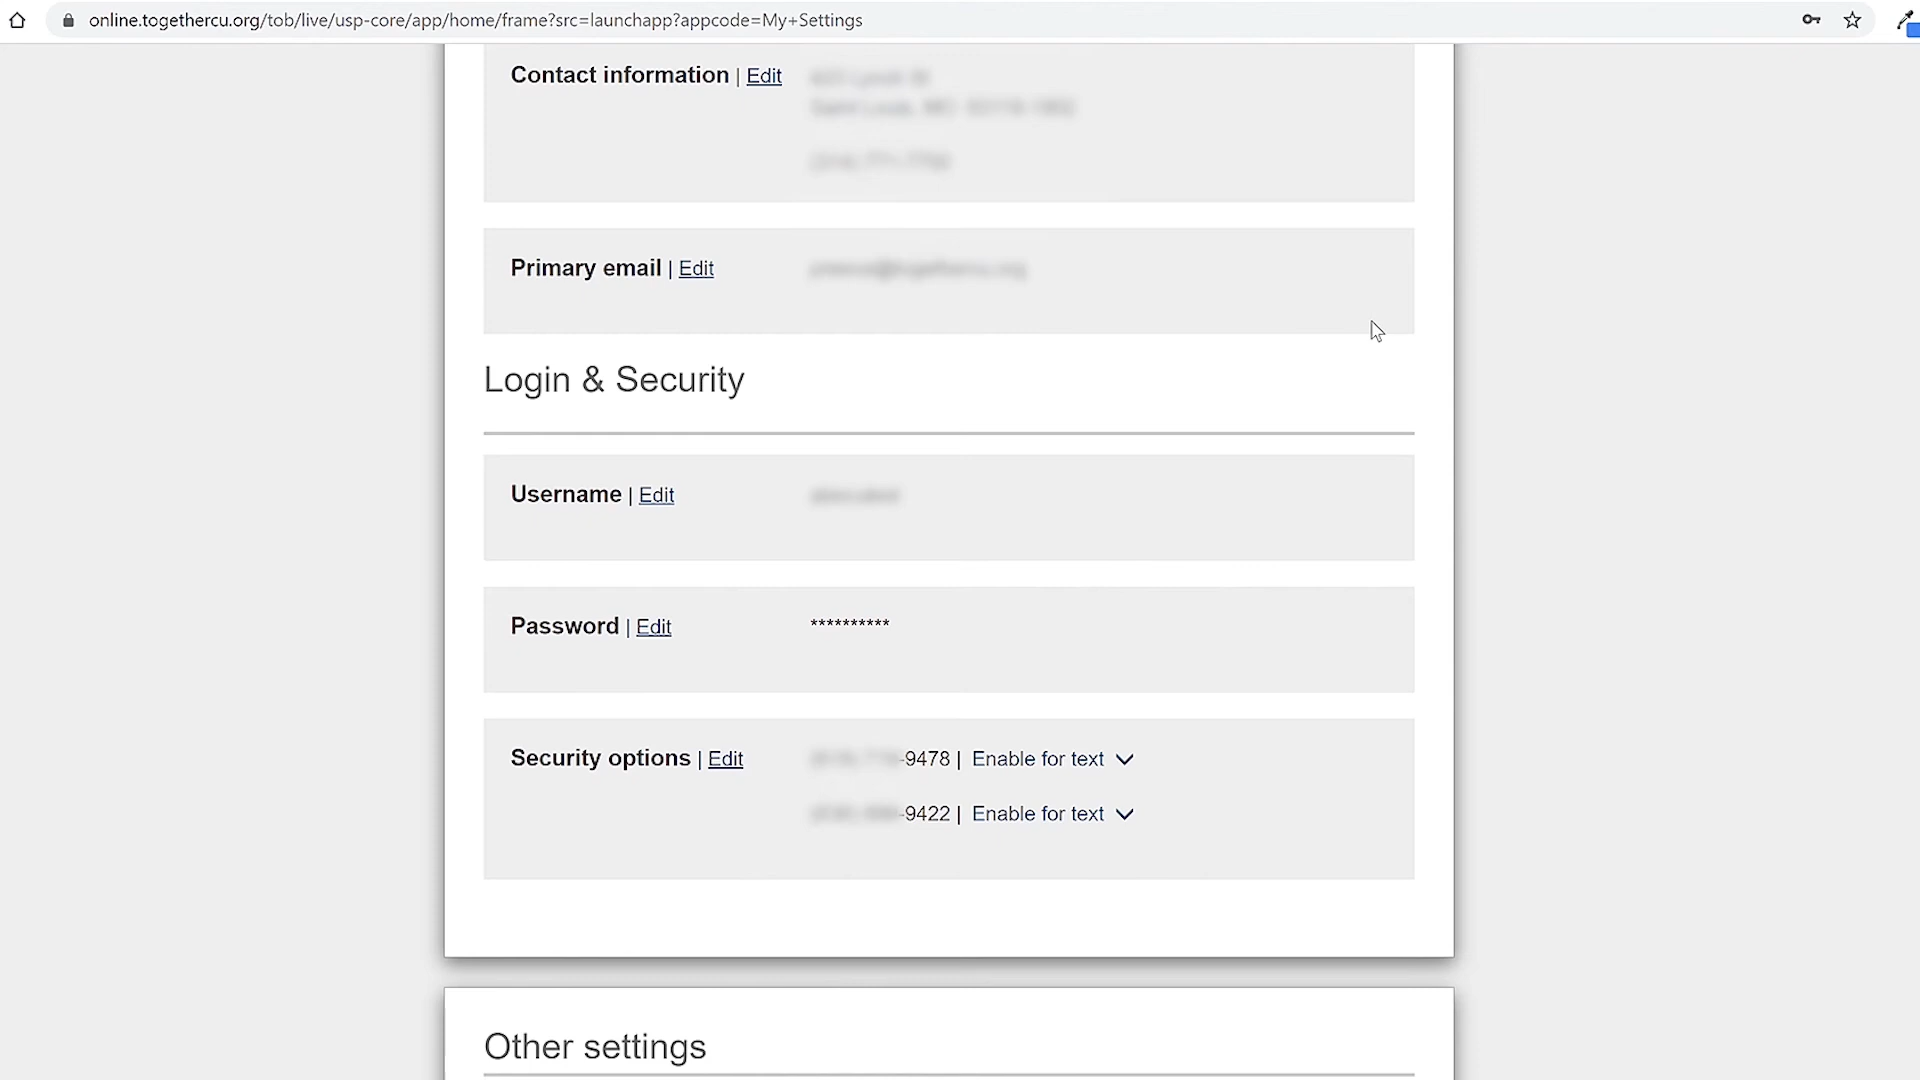 online.togethercu.org/tob/live/usp-core/app/home/frame?src=launchapp?appcode=My+Settings
Contact information | Edit
Primary email | Edit
Login & Security
Username | Edit
Password | Edit **********
Security options | Edit -9478 | Enable for text
-9422 | Enable for text
Other settings